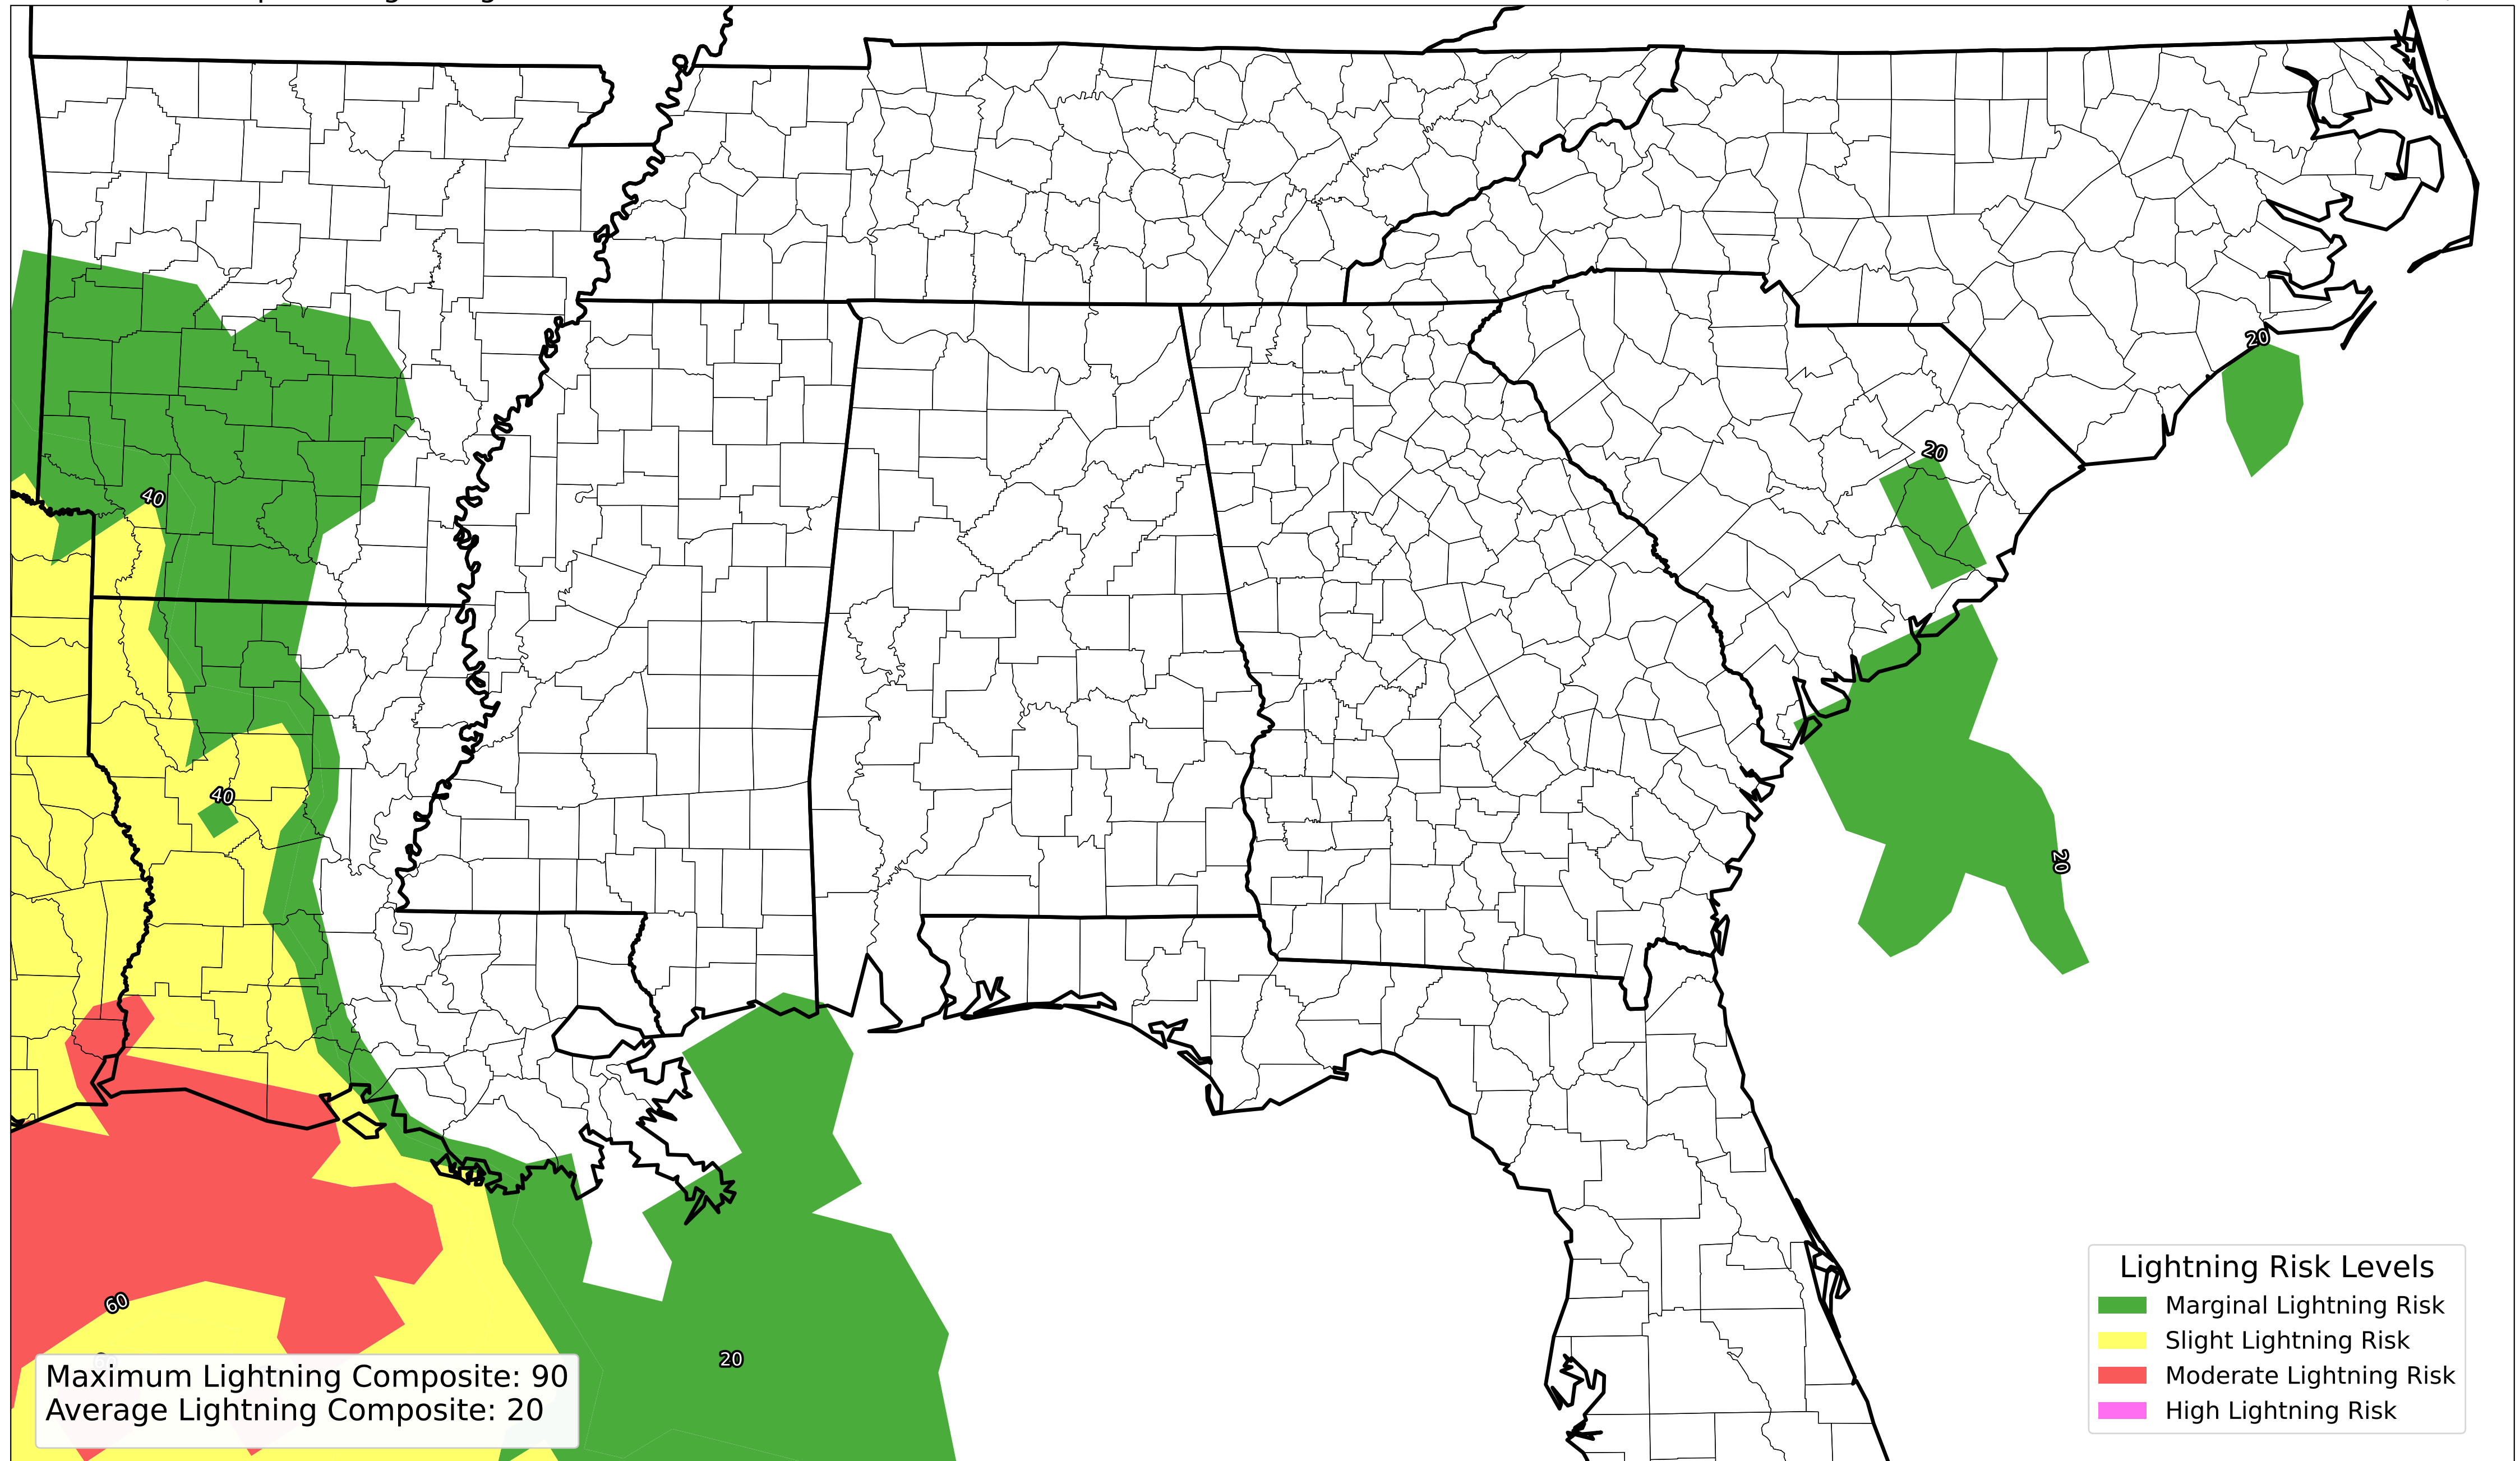 20
20
40
40
20
60
20
Lightning Risk Levels
Marginal Lightning Risk
Slight Lightning Risk
Moderate Lightning Risk
High Lightning Risk
Maximum Lightning Composite: 90
Average Lightning Composite: 20